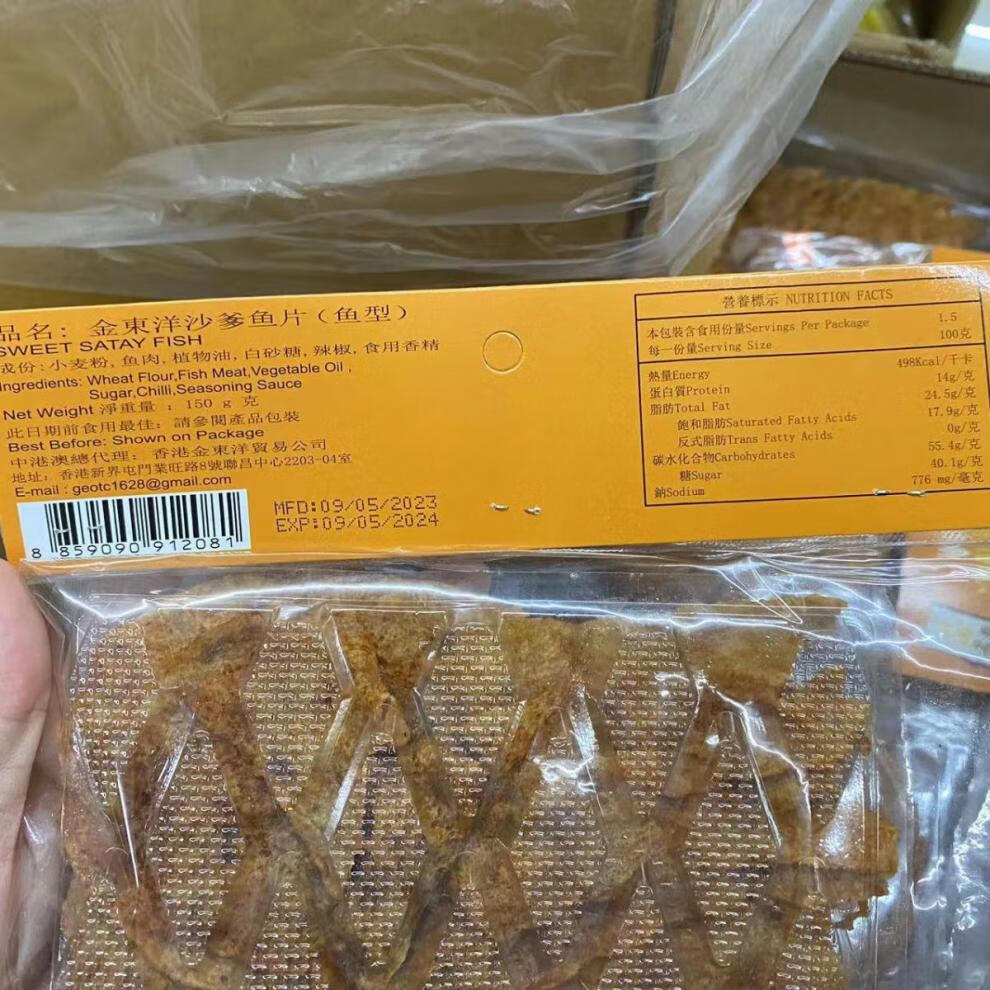 品名：金東洋沙爹鱼片（鱼型）
SWEET SATAY FISH
成份:小麦粉,鱼肉,植物油,白砂糖,辣椒,食用香精
Ingredients: Wheat Flour,Fish Meat,Vegetable Oil ,
Sugar,Chilli,Seasoning Sauce
Net Weight 淨重量 : 150 g 克
此日期前食用最佳: 請參閱產品包裝
Best Before: Shown on Package
中港澳總代理: 香港金東洋貿易公司
地址: 香港新界屯門業旺路8號聯昌中心2203-04室
E-mail : geotc1628@gmail.com
8 859090 912081
MFD:09/05/2023
EXP:09/05/2024
營養標示 NUTRITION FACTS
本包裝含食用份量Servings Per Package 1.5
每一份量Serving Size 100克
熱量Energy 498Kcal/千卡
蛋白質Protein 14g/克
脂肪Total Fat 24.5g/克
飽和脂肪Saturated Fatty Acids 17.9g/克
反式脂肪Trans Fatty Acids 0g/克
碳水化合物Carbohydrates 55.4g/克
糖Sugar 40.1g/克
鈉Sodium 776 mg/毫克